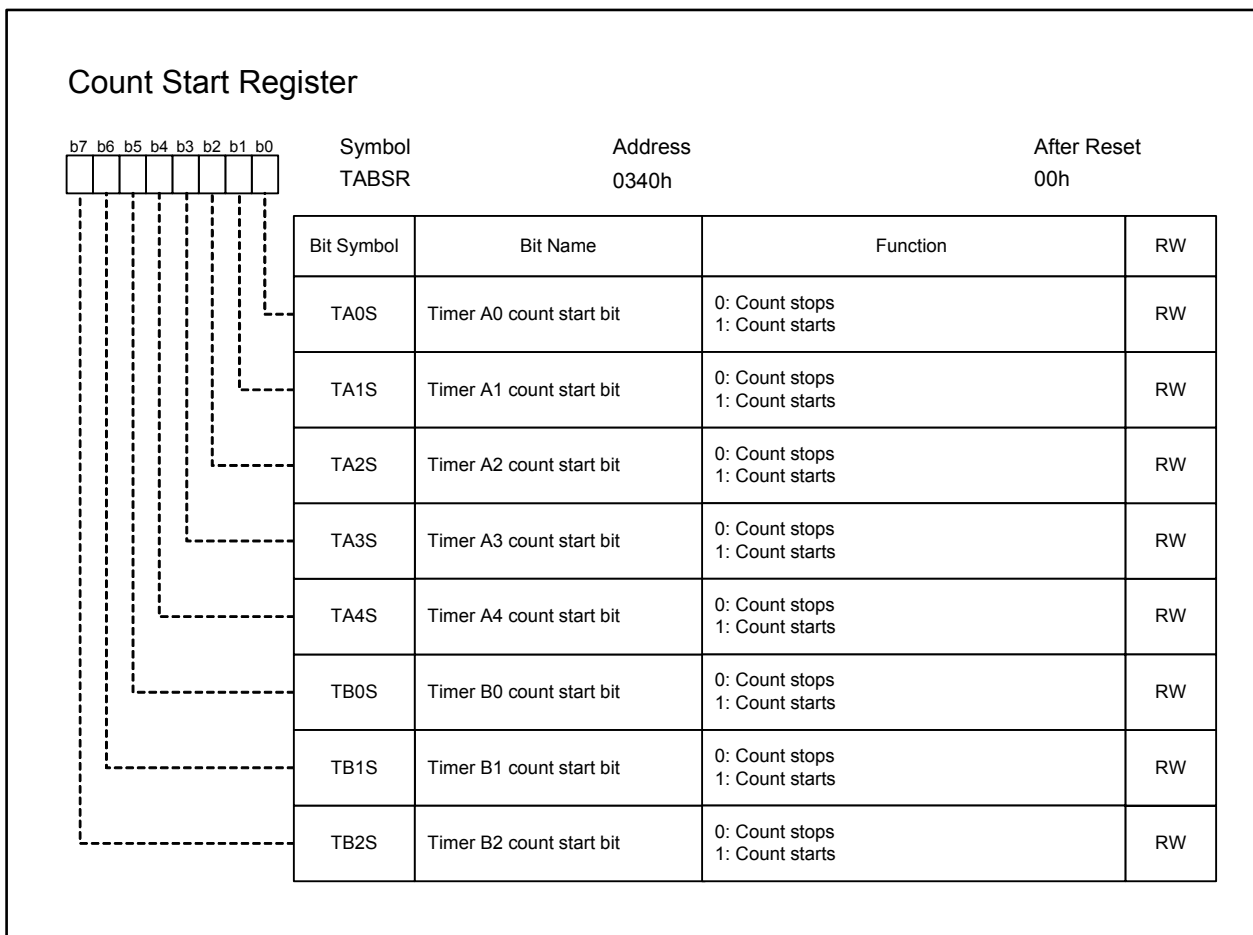 Count Start Register
b7 b6 b5 b4 b3 b2 b1 b0
Symbol Address After Reset
TABSR 0340h 00h
Bit Symbol Bit Name Function RW
TA0S Timer A0 count start bit 0: Count stops
1: Count starts RW
TA1S Timer A1 count start bit 0: Count stops
1: Count starts RW
TA2S Timer A2 count start bit 0: Count stops
1: Count starts RW
TA3S Timer A3 count start bit 0: Count stops
1: Count starts RW
TA4S Timer A4 count start bit 0: Count stops
1: Count starts RW
TB0S Timer B0 count start bit 0: Count stops
1: Count starts RW
TB1S Timer B1 count start bit 0: Count stops
1: Count starts RW
TB2S Timer B2 count start bit 0: Count stops
1: Count starts RW